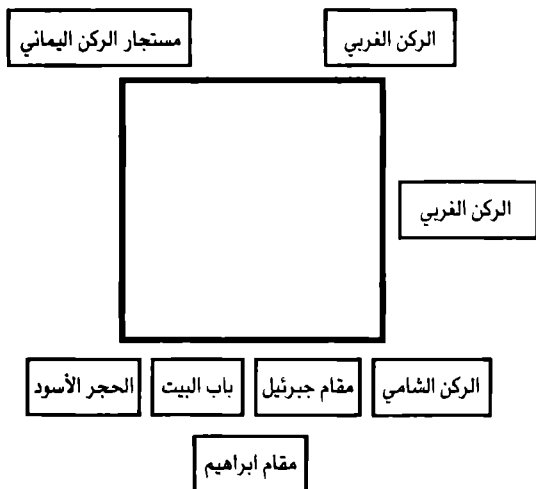 الركن الغربي
مستجار الركن اليماني
الركن الغربي
الركن الشامي
مقام جبرئيل
باب البيت
الحجر الأسود
مقام ابراهيم